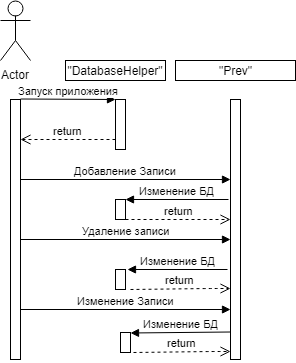 Actor
"DatabaseHelper"
"Prev"
Запуск приложения
return
Добавление Записи
Изменение БД
return
Удаление записи
Изменение БД
return
Изменение Записи
Изменение БД
return